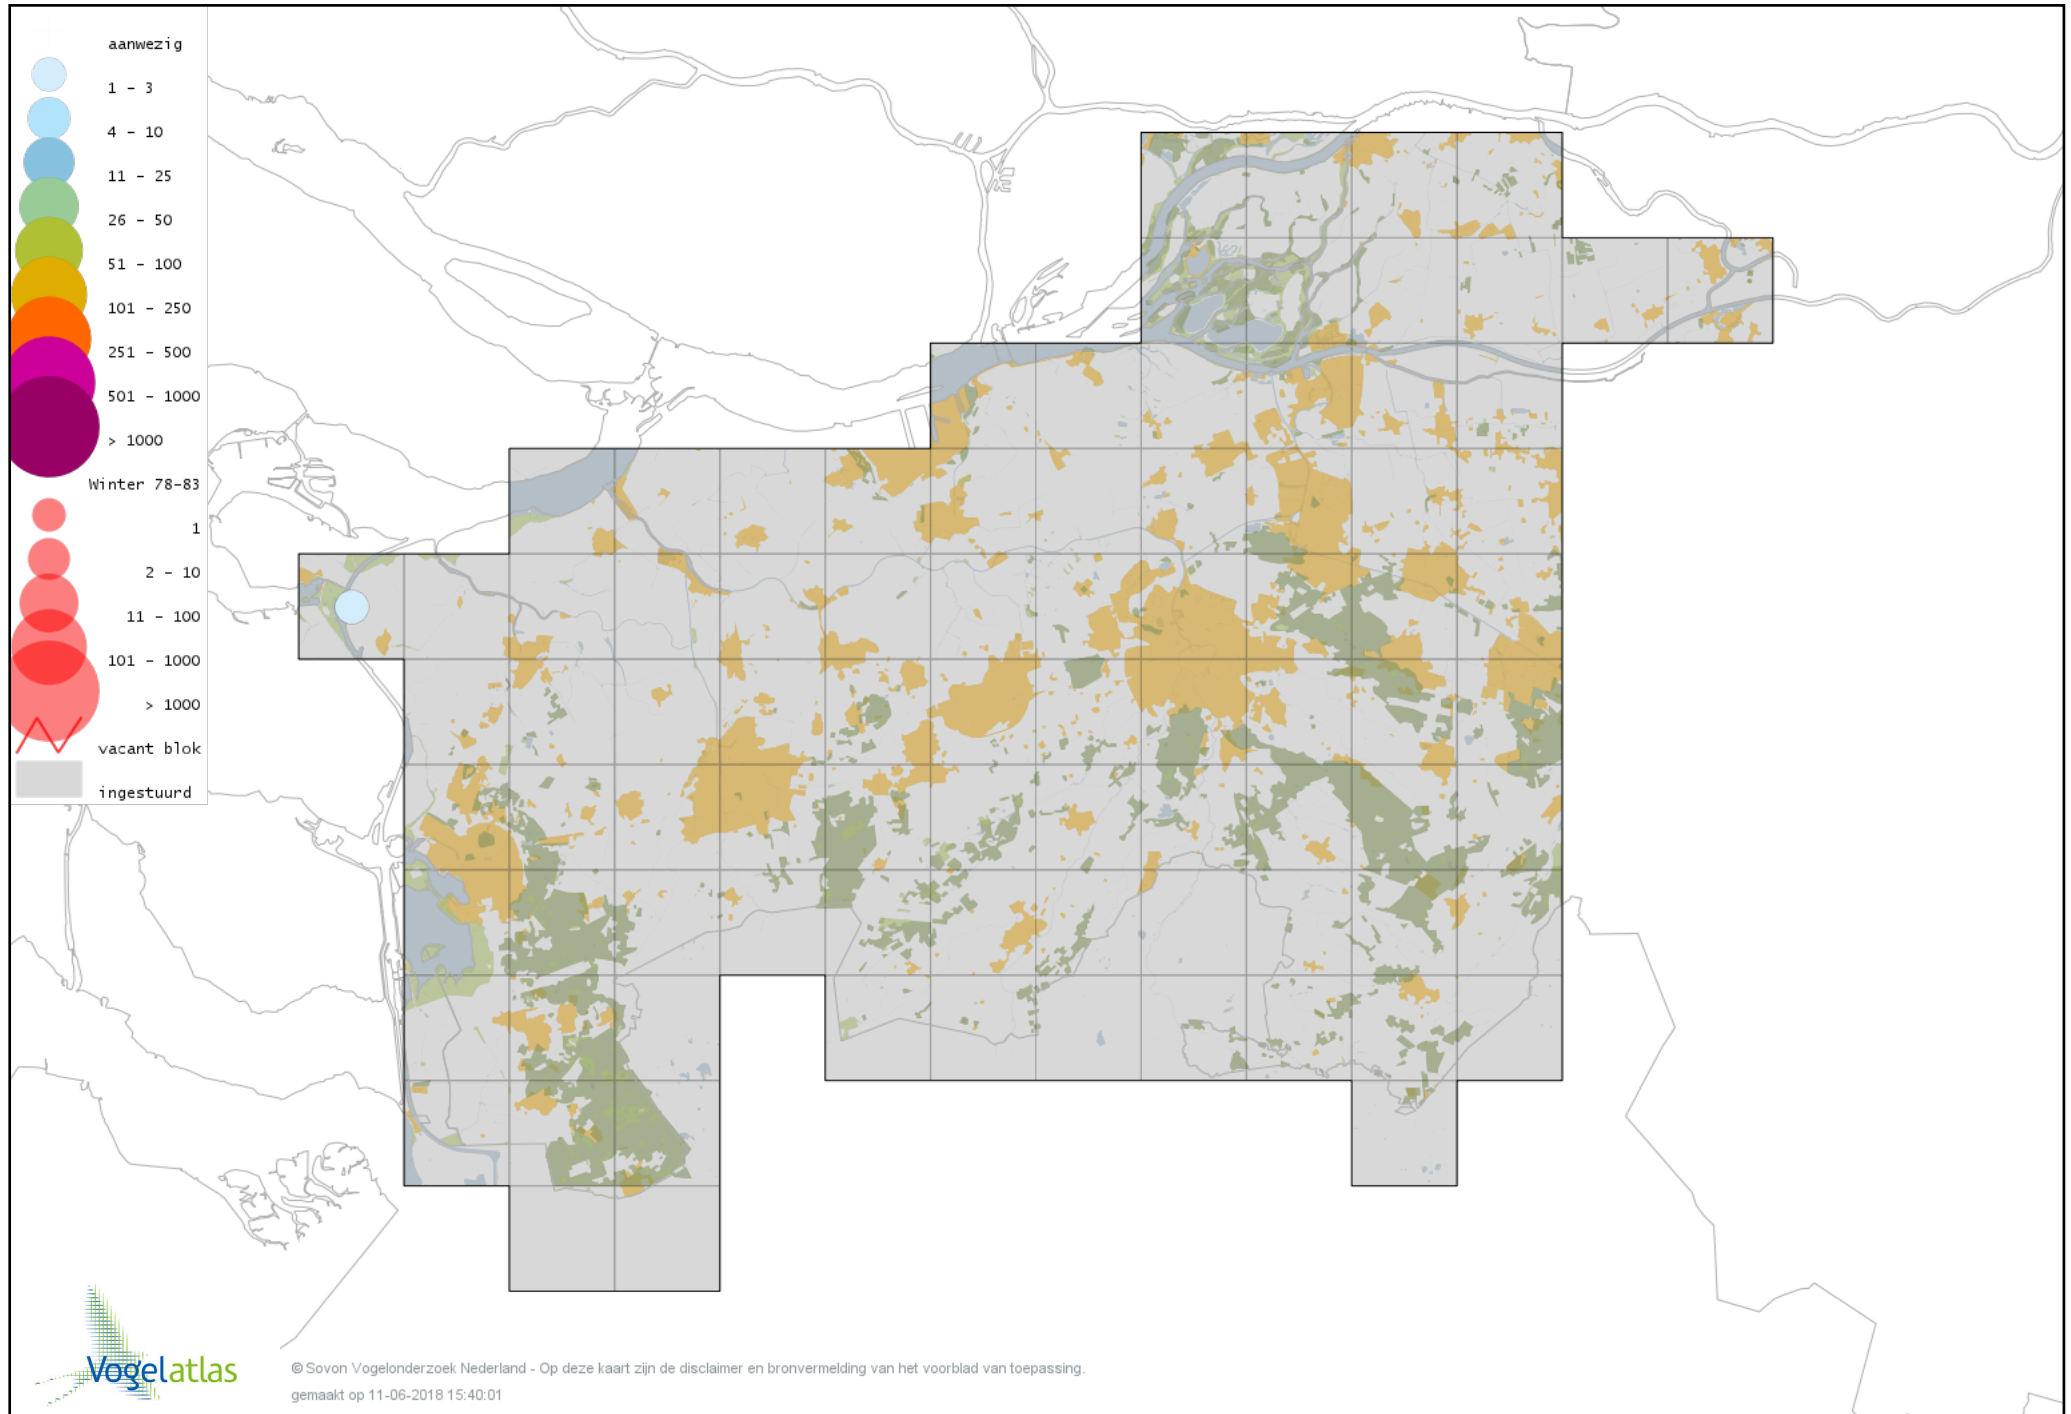 aanwezig
1 – 3
4 – 10
11 – 25
26 – 50
51 – 100
101 – 250
251 – 500
501 – 1000
> 1000
Winter 78-83
1
2 – 10
11 – 100
101 – 1000
> 1000
vacant blok
ingestuurd
Vogelatlas
© Sovon Vogelonderzoek Nederland - Op deze kaart zijn de disclaimer en bronvermelding van het voorblad van toepassing.
gemaakt op 11-06-2018 15:40:01